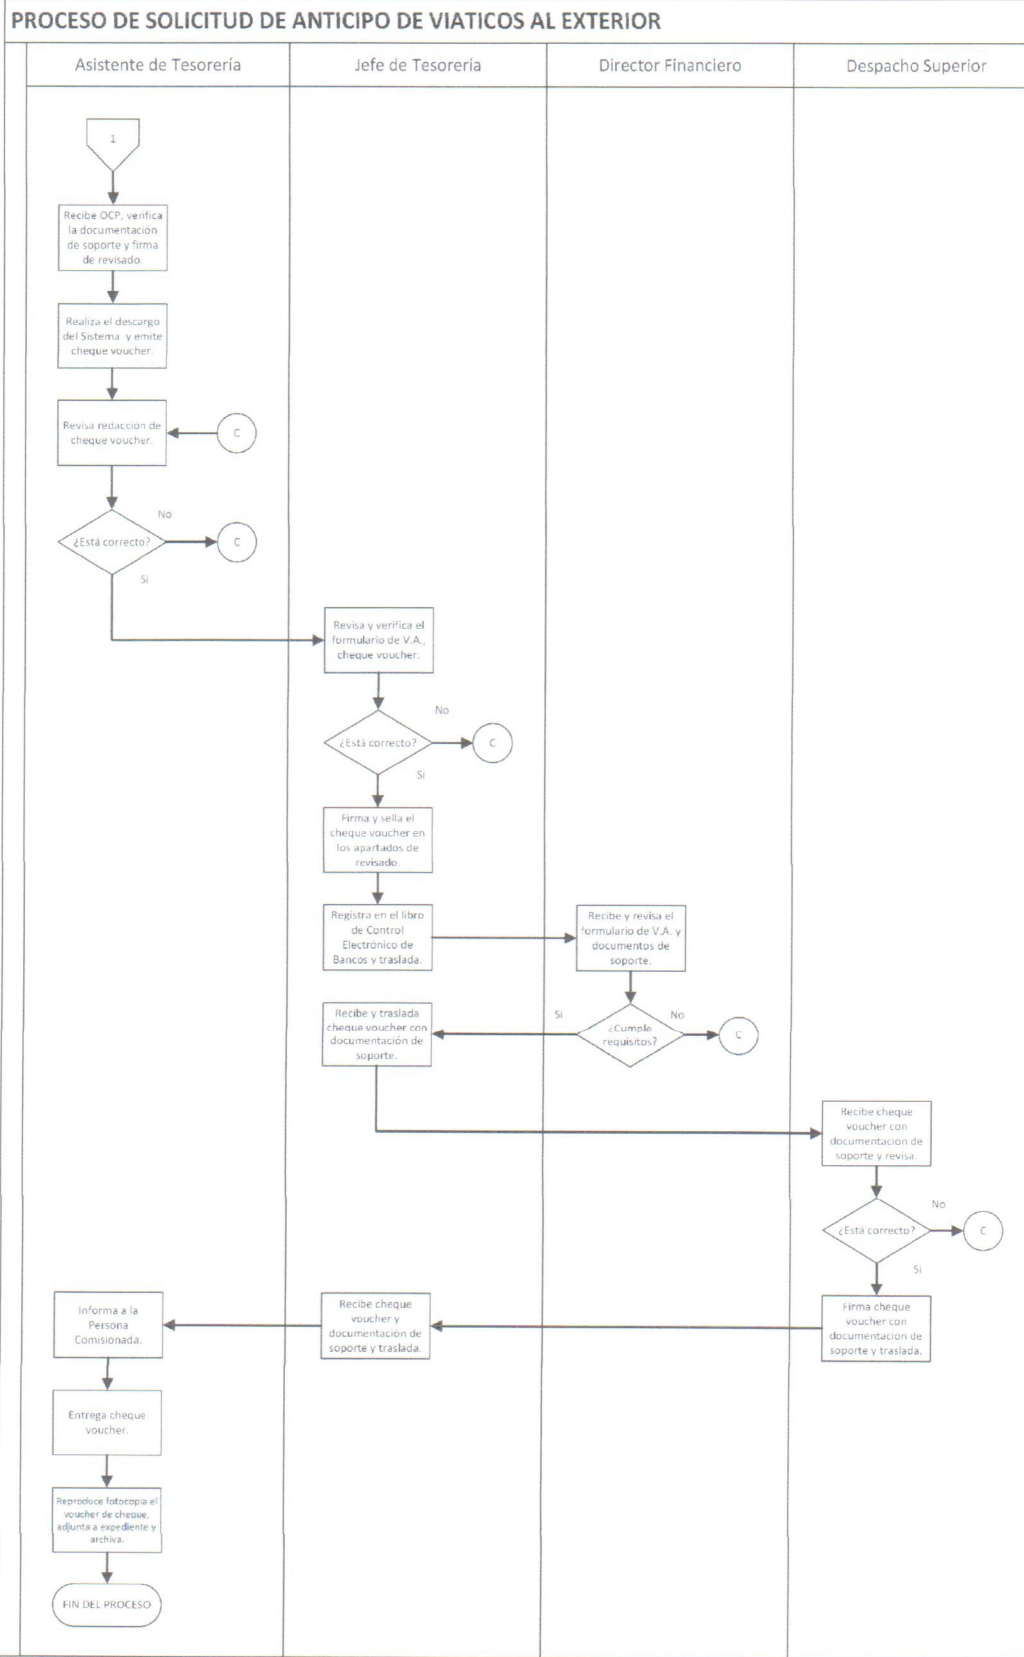 PROCESO DE SOLICITUD DE ANTICIPO DE VIATICOS AL EXTERIOR
Asistente de Tesorería
Jefe de Tesorería
Director Financiero
Despacho Superior
1
Recibe OCP, verifica
la documentación
de soporte y firma
de revisado.
Realiza el descargo
del Sistema y emite
cheque voucher.
Revisa redacción de
cheque voucher.
C
¿Está correcto?
No
C
Si
Revisa y verifica el
formulario de V.A.,
cheque voucher.
¿Está correcto?
No
C
Si
Firma y sella el
cheque voucher en
los apartados de
revisado.
Registra en el libro
de Control
Electrónico de
Bancos y traslada.
Recibe y revisa el
formulario de V.A. y
documentos de
soporte.
¿Cumple
requisitos?
Si
No
C
Recibe y traslada
cheque voucher con
documentación de
soporte.
Recibe cheque
voucher con
documentación de
soporte y revisa.
¿Está correcto?
No
C
Si
Firma cheque
voucher con
documentación de
soporte y traslada.
Recibe cheque
voucher y
documentación de
soporte y traslada.
Informa a la
Persona
Comisionada.
Entrega cheque
voucher.
Reproduce fotocopia el
voucher de cheque,
adjunta a expediente y
archiva.
FIN DEL PROCESO